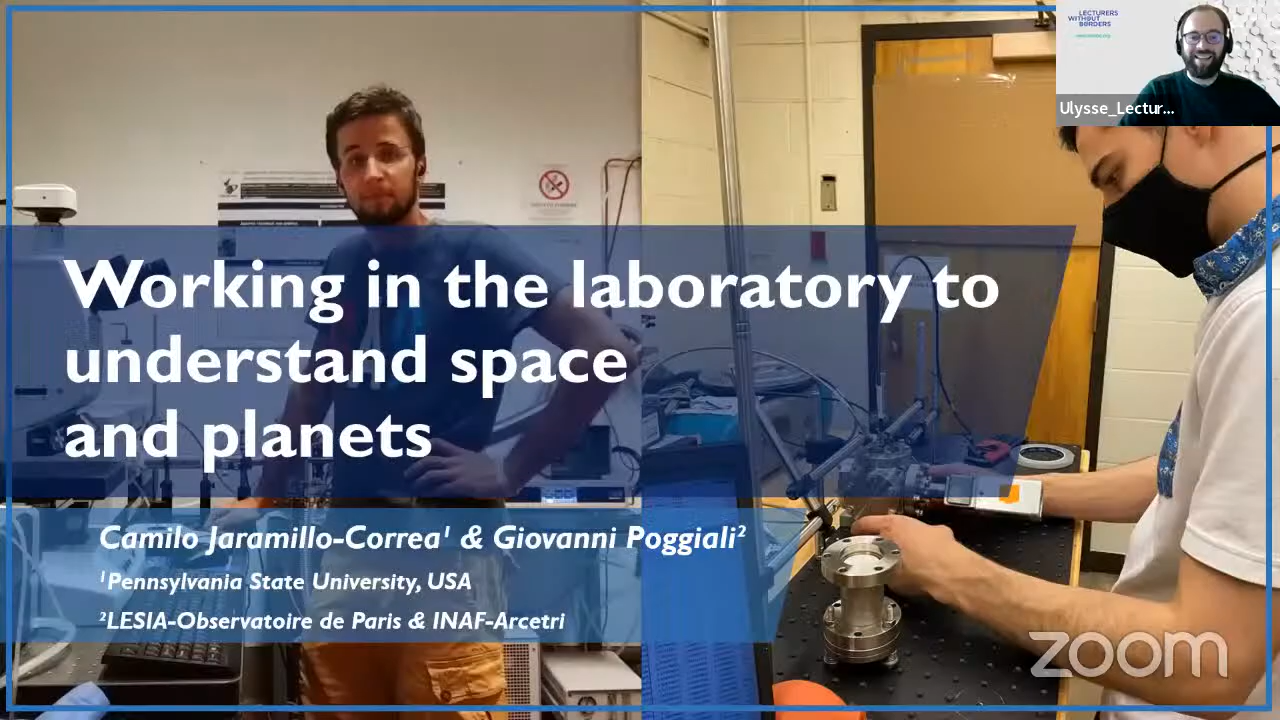 LECTURERS
WITHOUT
BORDERS
Ulysse_Lectur...
Working in the laboratory to
understand space
and planets
Camilo Jaramillo-Correa¹ & Giovanni Poggiali²
¹Pennsylvania State University, USA
²LESIA-Observatoire de Paris & INAF-Arcetri
zoom